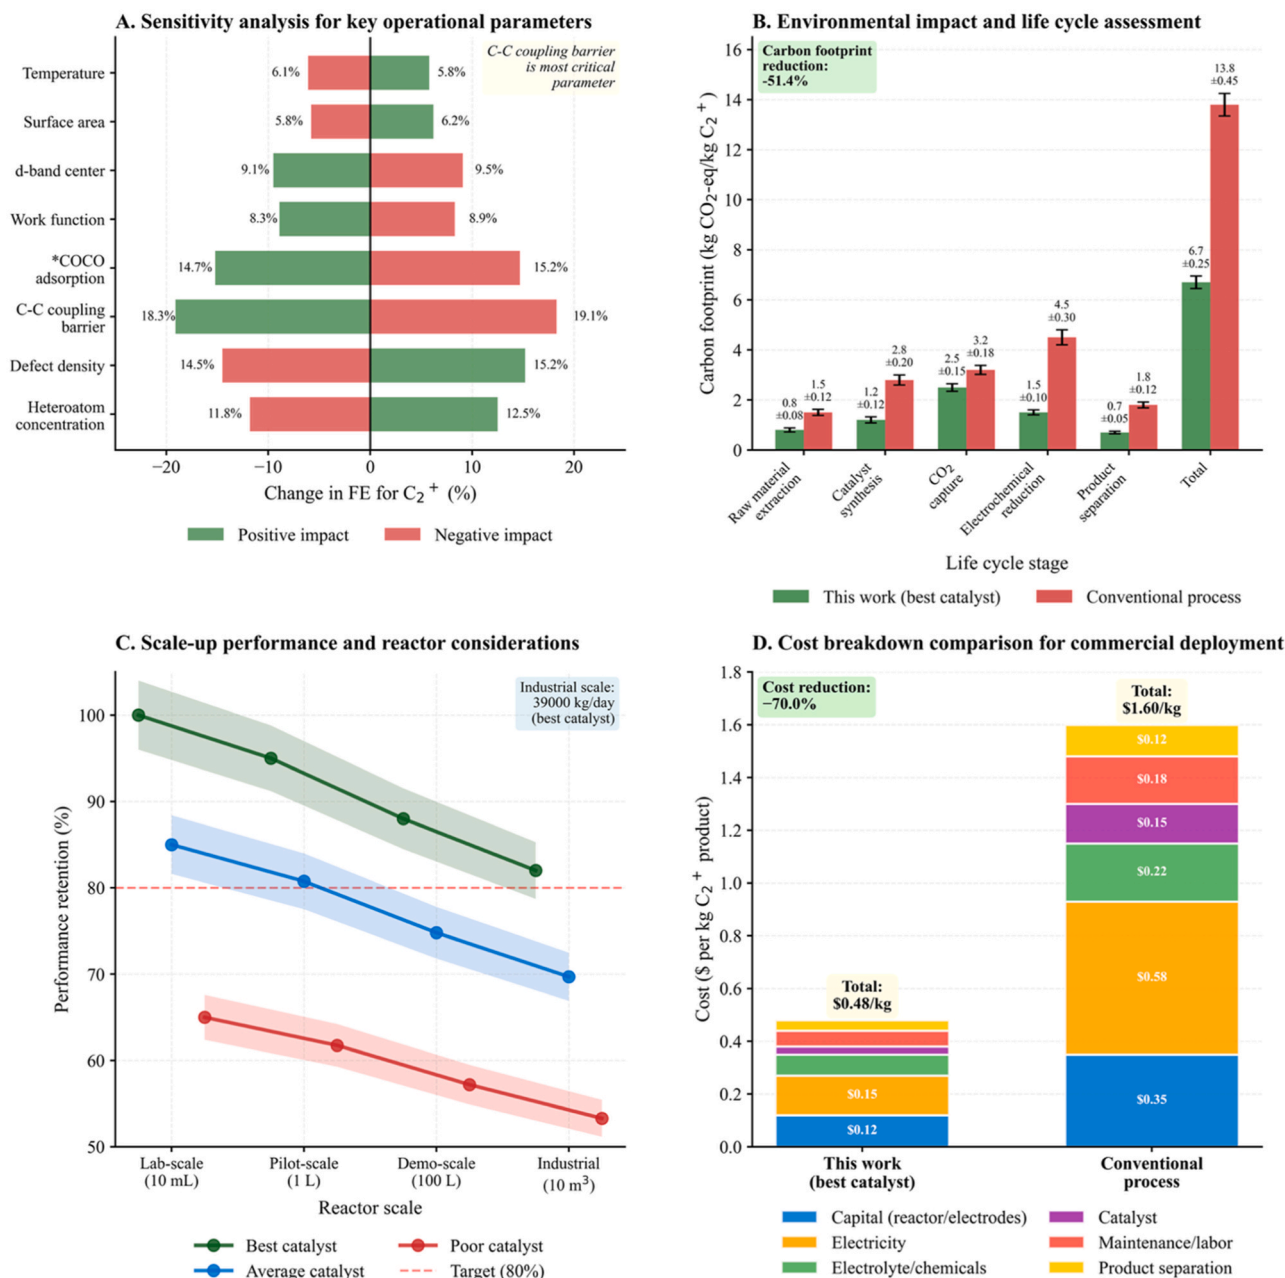 A. Sensitivity analysis for key operational parameters
C-C coupling barrier
is most critical
parameter
Temperature
6.1%
5.8%
Surface area
5.8%
6.2%
d-band center
9.1%
9.5%
Work function
8.3%
8.9%
*COCO
adsorption
14.7%
15.2%
C-C coupling
barrier
18.3%
19.1%
Defect density
14.5%
15.2%
Heteroatom
concentration
11.8%
12.5%
−20
−10
0
10
20
Change in FE for C₂⁺ (%)
Positive impact
Negative impact
B. Environmental impact and life cycle assessment
Carbon footprint
reduction:
-51.4%
Carbon footprint (kg CO₂-eq/kg C₂⁺)
16
14
12
10
8
6
4
2
0
0.8
±0.08
1.5
±0.12
1.2
±0.12
2.8
±0.20
2.5
±0.15
3.2
±0.18
1.5
±0.10
4.5
±0.30
0.7
±0.05
1.8
±0.12
6.7
±0.25
13.8
±0.45
Raw material
extraction
Catalyst
synthesis
CO₂
capture
Electrochemical
reduction
Product
separation
Total
Life cycle stage
This work (best catalyst)
Conventional process
C. Scale-up performance and reactor considerations
Industrial scale:
39000 kg/day
(best catalyst)
Performance retention (%)
100
90
80
70
60
50
Lab-scale
(10 mL)
Pilot-scale
(1 L)
Demo-scale
(100 L)
Industrial
(10 m³)
Reactor scale
Best catalyst
Average catalyst
Poor catalyst
Target (80%)
D. Cost breakdown comparison for commercial deployment
Cost reduction:
−70.0%
Cost ($ per kg C₂⁺ product)
1.8
1.6
1.4
1.2
1.0
0.8
0.6
0.4
0.2
0.0
Total:
$0.48/kg
$0.15
$0.12
Total:
$1.60/kg
$0.12
$0.18
$0.15
$0.22
$0.58
$0.35
This work
(best catalyst)
Conventional
process
Capital (reactor/electrodes)
Electricity
Electrolyte/chemicals
Catalyst
Maintenance/labor
Product separation